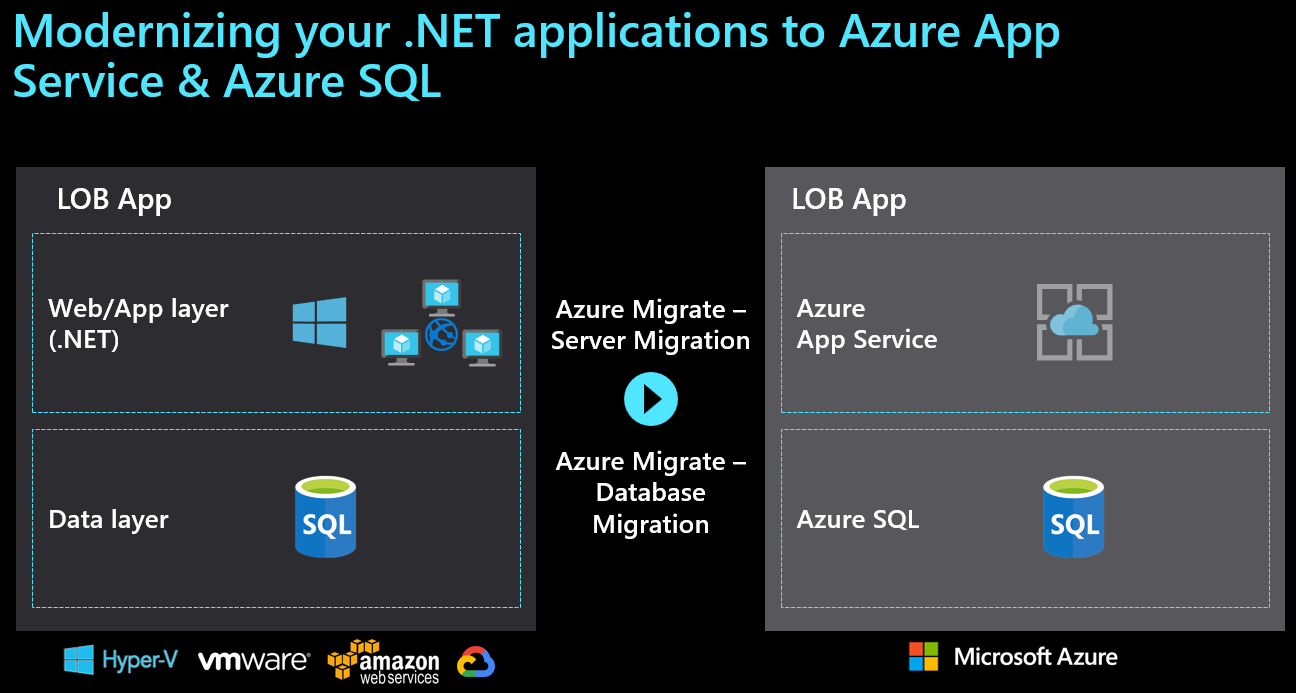 Modernizing your .NET applications to Azure App
Service & Azure SQL
LOB App
Web/App layer
(.NET)
Data layer
SQL
Hyper-V
vmware®
amazon
web services
Azure Migrate –
Server Migration
Azure Migrate –
Database
Migration
LOB App
Azure
App Service
Azure SQL
SQL
Microsoft Azure